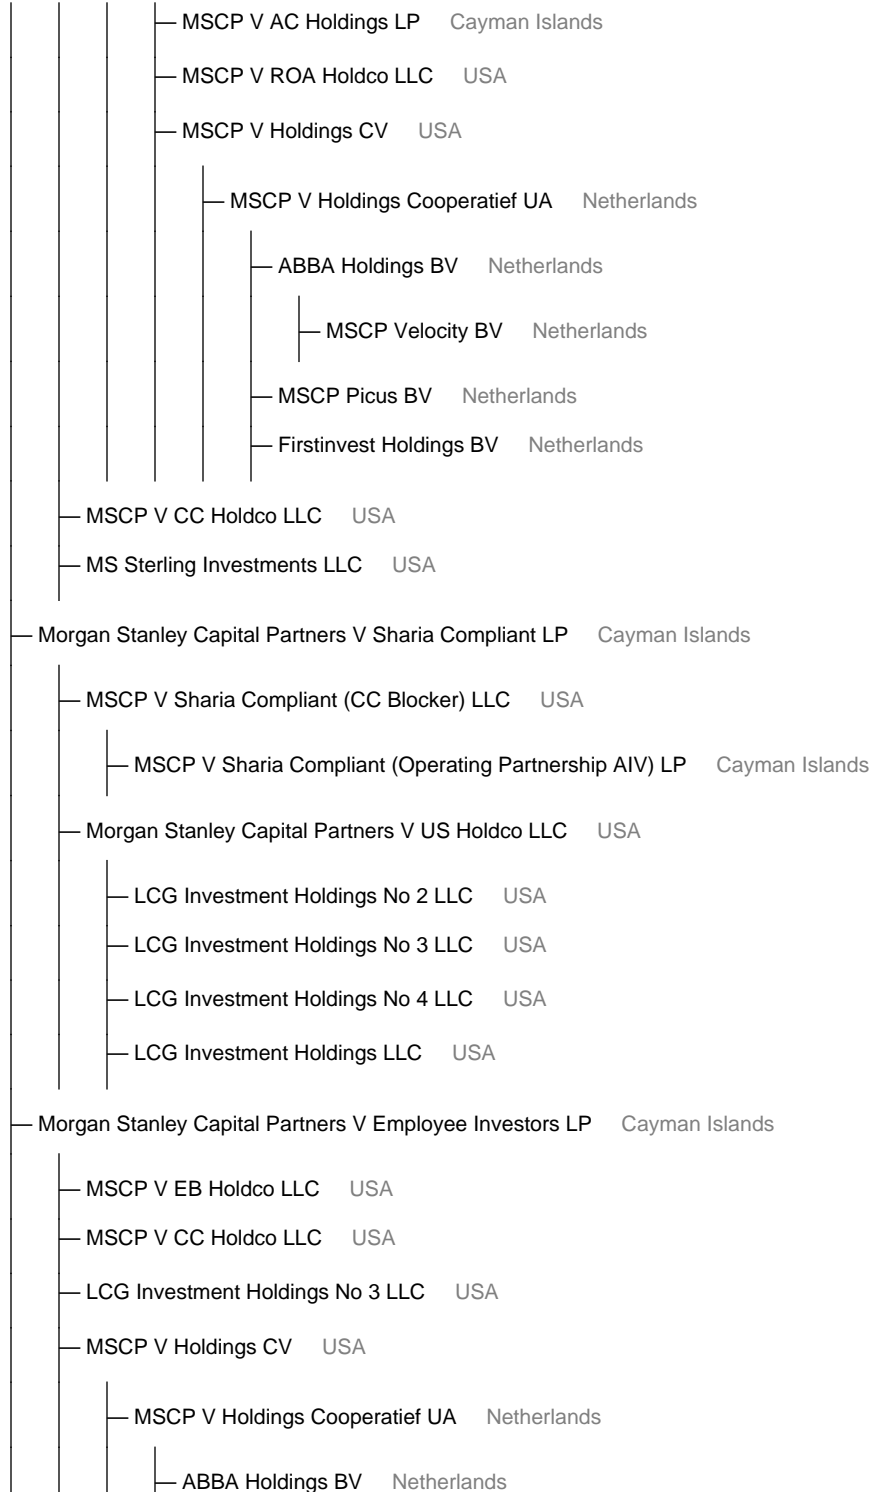 MSCP V AC Holdings LP Cayman Islands
MSCP V ROA Holdco LLC USA
MSCP V Holdings CV USA
MSCP V Holdings Cooperatief UA Netherlands
ABBA Holdings BV Netherlands
MSCP Velocity BV Netherlands
MSCP Picus BV Netherlands
Firstinvest Holdings BV Netherlands
MSCP V CC Holdco LLC USA
MS Sterling Investments LLC USA
Morgan Stanley Capital Partners V Sharia Compliant LP Cayman Islands
MSCP V Sharia Compliant (CC Blocker) LLC USA
MSCP V Sharia Compliant (Operating Partnership AIV) LP Cayman Islands
Morgan Stanley Capital Partners V US Holdco LLC USA
LCG Investment Holdings No 2 LLC USA
LCG Investment Holdings No 3 LLC USA
LCG Investment Holdings No 4 LLC USA
LCG Investment Holdings LLC USA
Morgan Stanley Capital Partners V Employee Investors LP Cayman Islands
MSCP V EB Holdco LLC USA
MSCP V CC Holdco LLC USA
LCG Investment Holdings No 3 LLC USA
MSCP V Holdings CV USA
MSCP V Holdings Cooperatief UA Netherlands
ABBA Holdings BV Netherlands